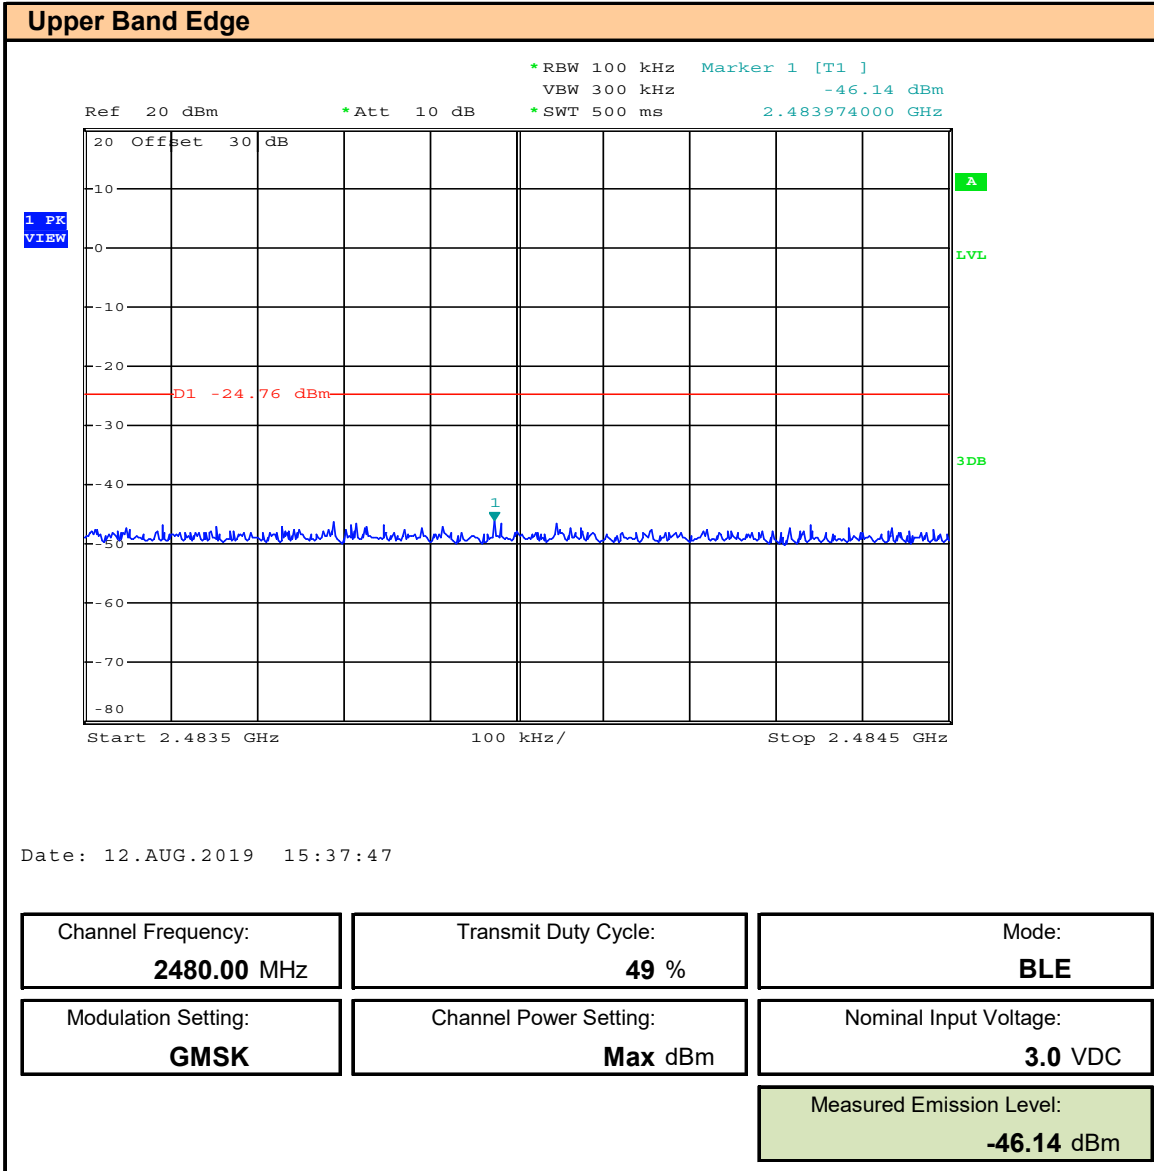 Upper Band Edge
*RBW 100 kHz Marker 1 [T1 ]
VBW 300 kHz -46.14 dBm
Ref 20 dBm *Att 10 dB *SWT 500 ms 2.483974000 GHz
20 Offset 30 dB
10
A
1 PK
VIEW
0
LVL
-10
-20
D1 -24.76 dBm
-30
3DB
-40
1
-50
-60
-70
-80
Start 2.4835 GHz 100 kHz/ Stop 2.4845 GHz
Date: 12.AUG.2019 15:37:47
Channel Frequency: Transmit Duty Cycle: Mode:
2480.00 MHz 49 % BLE
Modulation Setting: Channel Power Setting: Nominal Input Voltage:
GMSK Max dBm 3.0 VDC
Measured Emission Level:
-46.14 dBm